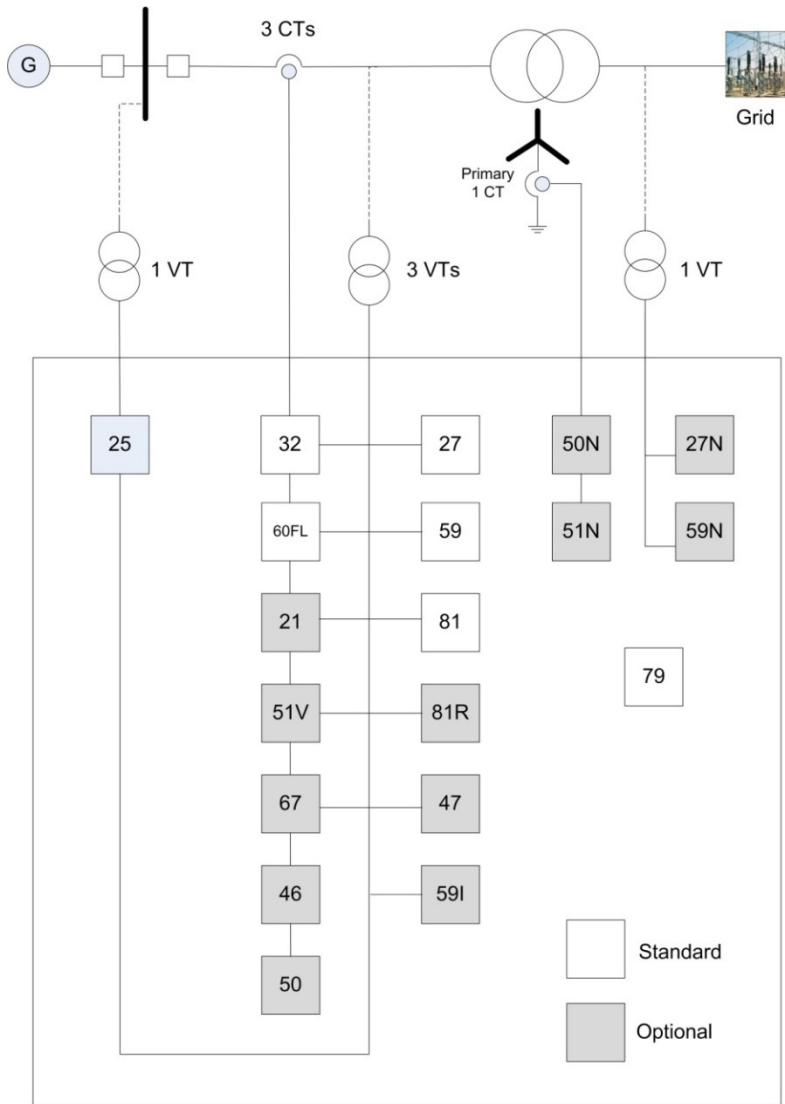 3 CTs
G
Grid
Primary
1 CT
1 VT
3 VTs
1 VT
25
32
27
50N
27N
60FL
59
51N
59N
21
81
79
51V
81R
67
47
46
59I
Standard
50
Optional